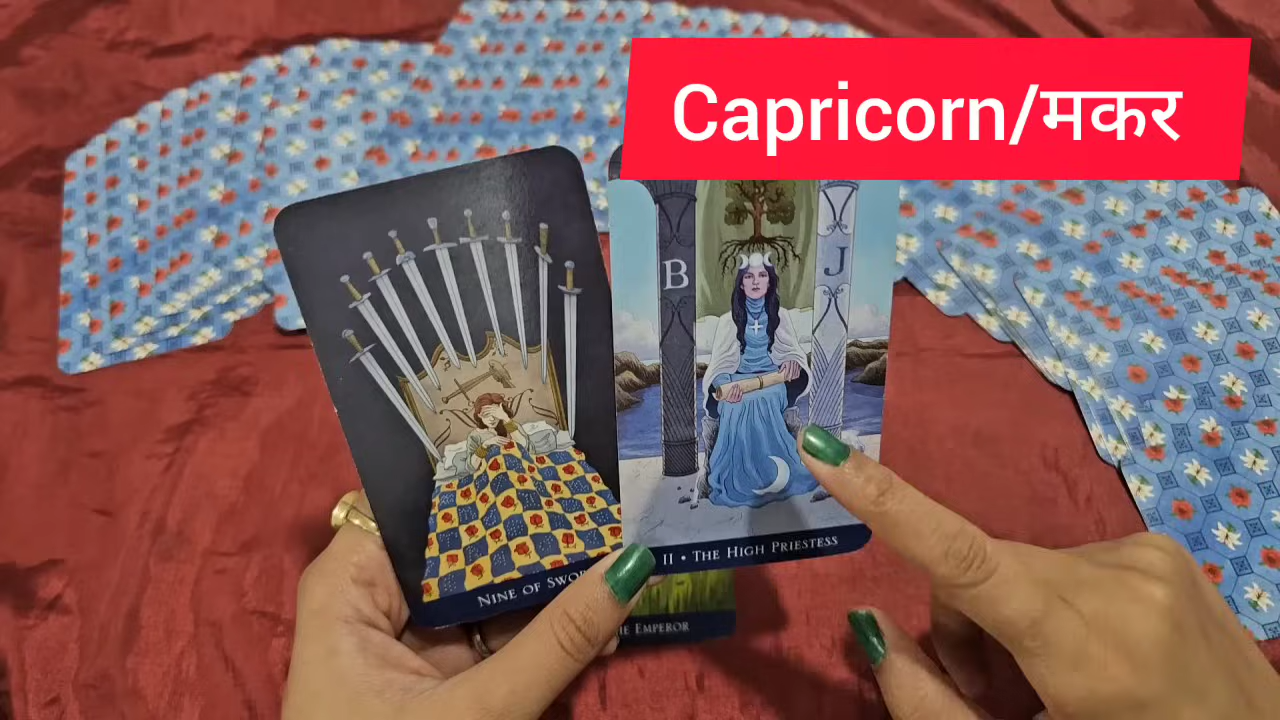 Capricorn/मकर
B
J
NINE OF
II • THE HIGH PRIESTESS
EMPEROR